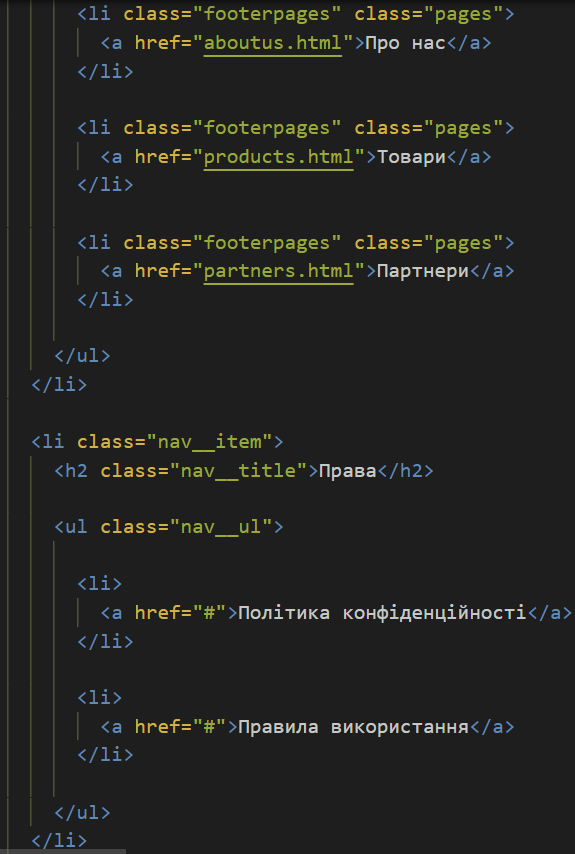 <li class="footerpages" class="pages">
<a href="aboutus.html">Про нас</a>
</li>
<li class="footerpages" class="pages">
<a href="products.html">Товари</a>
</li>
<li class="footerpages" class="pages">
<a href="partners.html">Партнери</a>
</li>
</ul>
</li>
<li class="nav__item">
<h2 class="nav__title">Права</h2>
<ul class="nav__ul">
<li>
<a href="#">Політика конфіденційності</a>
</li>
<li>
<a href="#">Правила використання</a>
</li>
</ul>
</li>